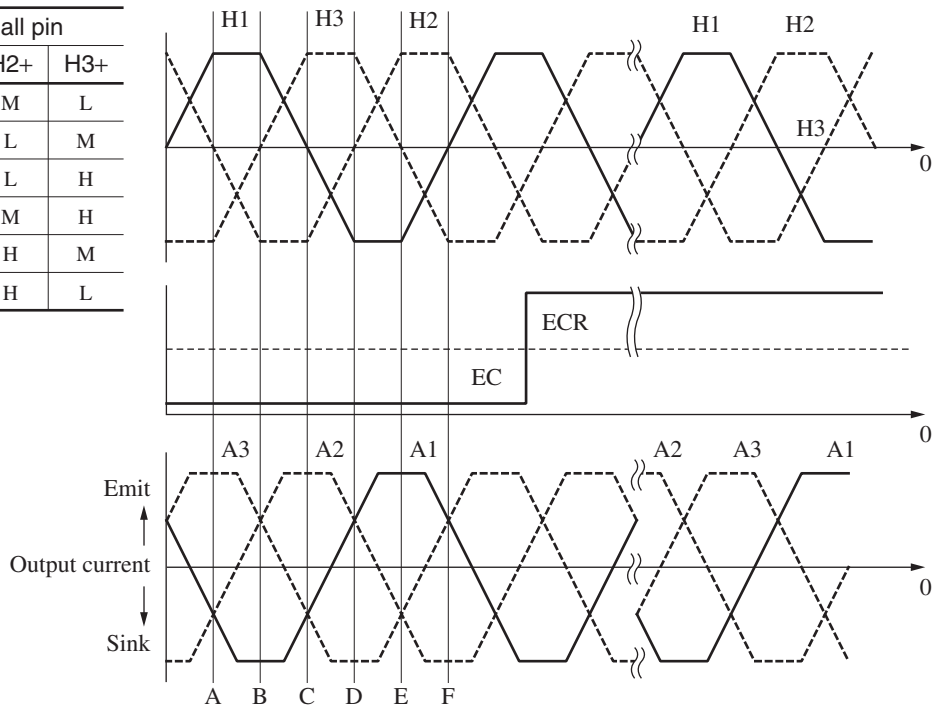 all pin
H2+ H3+
M L
L M
L H
M H
H M
H L
H1 H3 H2 H1 H2
H3
0
ECR
EC
0
A3 A2 A1 A2 A3 A1
Emit
Output current
0
Sink
A B C D E F